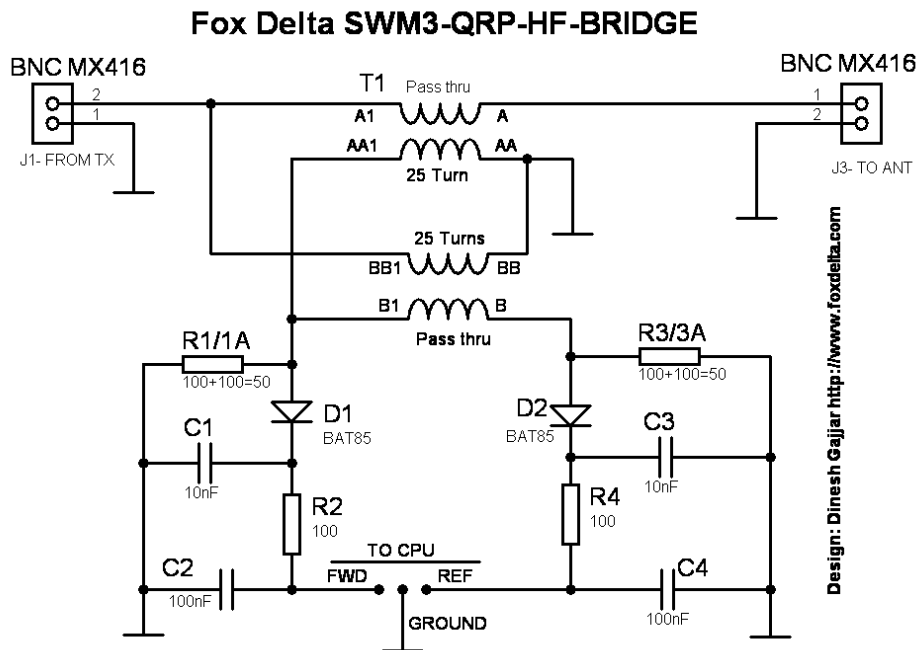 Fox Delta SWM3-QRP-HF-BRIDGE
BNC MX416
BNC MX416
T1
Pass thru
2
1
A1
A
1
2
AA1
AA
J1- FROM TX
25 Turn
J3- TO ANT
25 Turns
BB1
BB
B1
B
Pass thru
R1/1A
100+100=50
R3/3A
100+100=50
D1
BAT85
D2
BAT85
C1
10nF
C3
10nF
R2
100
R4
100
TO CPU
C2
100nF
FWD
REF
C4
100nF
GROUND
Design: Dinesh Gajjar http://www.foxdelta.com